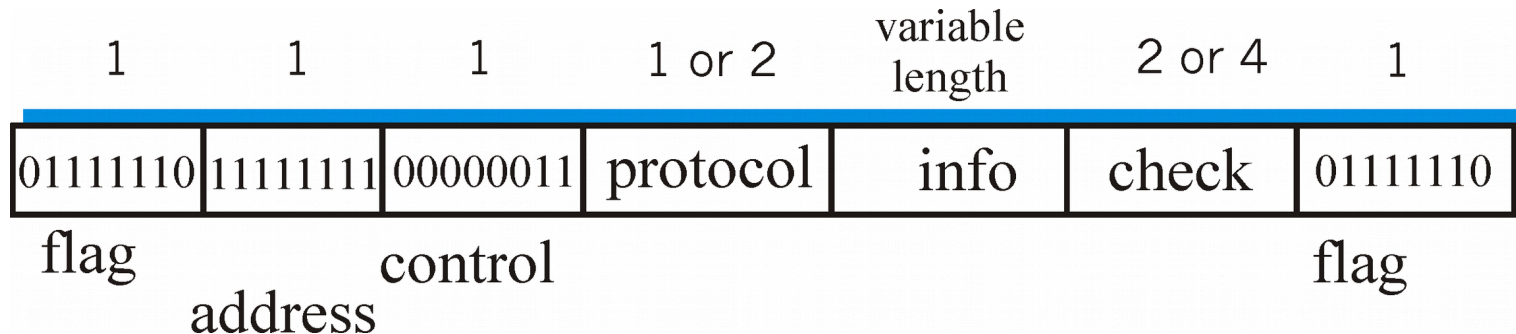 1 1 1 1 or 2 variable length 2 or 4 1
01111110 11111111 00000011 protocol info check 01111110
flag address control flag